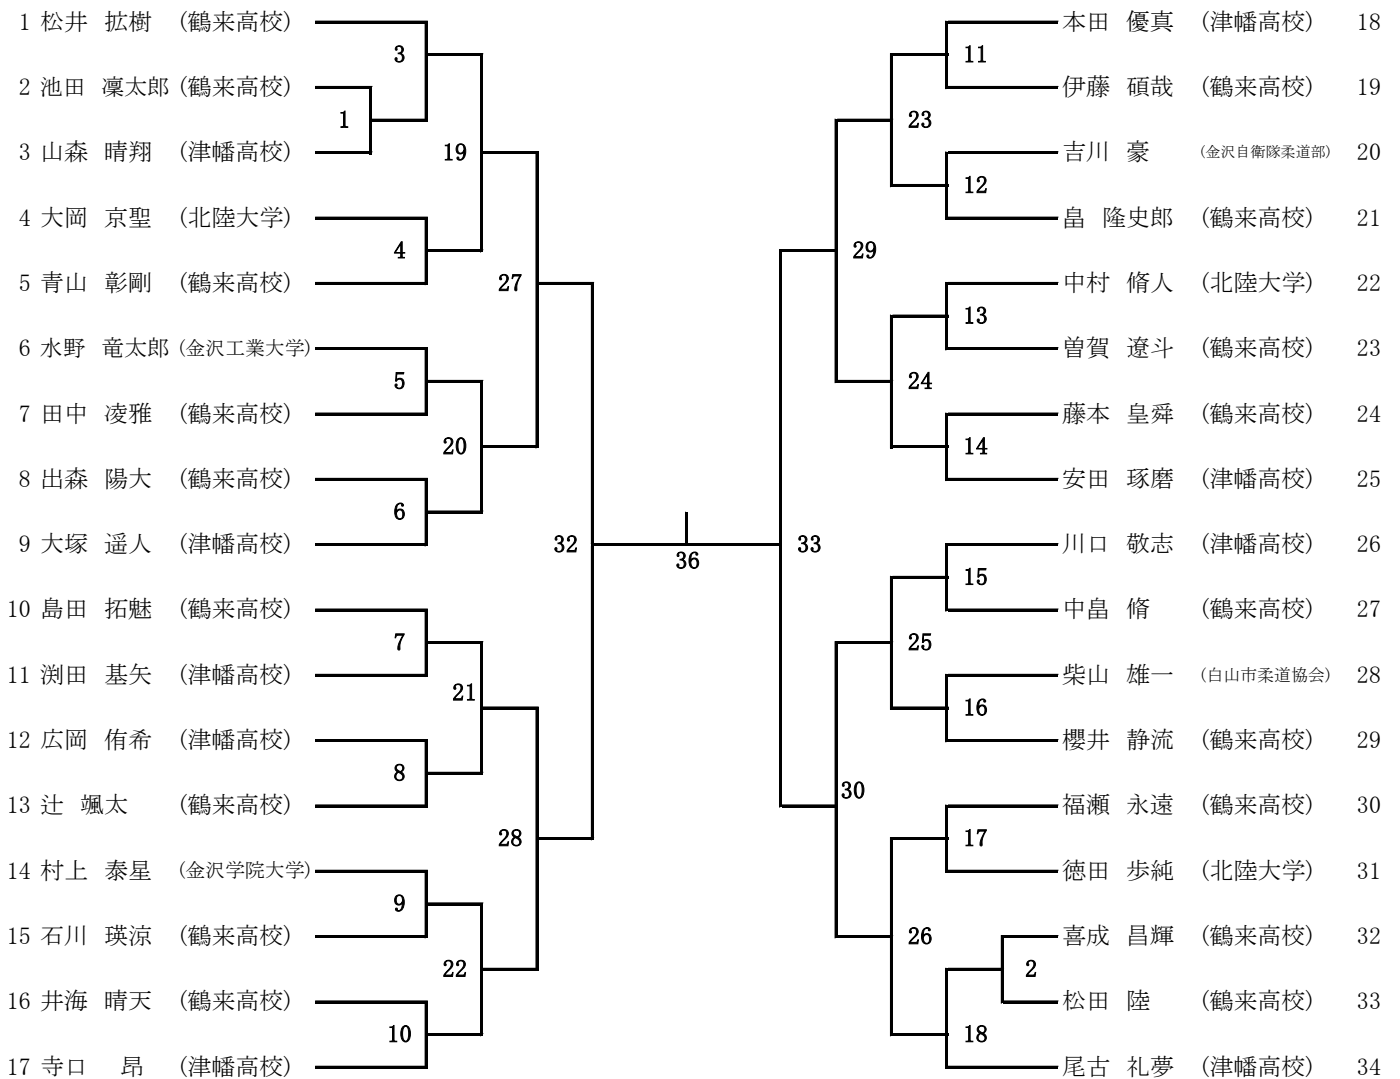 1 松井 拡樹 (鶴来高校)
3
2 池田 凜太郎 (鶴来高校)
1
3 山森 晴翔 (津幡高校)
19
4 大岡 京聖 (北陸大学)
4
5 青山 彰剛 (鶴来高校)
27
6 水野 竜太郎 (金沢工業大学)
5
7 田中 凌雅 (鶴来高校)
20
8 出森 陽大 (鶴来高校)
6
9 大塚 遥人 (津幡高校)
32
10 島田 拓魅 (鶴来高校)
7
11 渕田 基矢 (津幡高校)
21
12 広岡 侑希 (津幡高校)
8
13 辻 颯太 (鶴来高校)
28
14 村上 泰星 (金沢学院大学)
9
15 石川 瑛涼 (鶴来高校)
22
16 井海 晴天 (鶴来高校)
10
17 寺口 昂 (津幡高校)
36
本田 優真 (津幡高校) 18
11
伊藤 碩哉 (鶴来高校) 19
23
吉川 豪 (金沢自衛隊柔道部) 20
12
畠 隆史郎 (鶴来高校) 21
29
中村 脩人 (北陸大学) 22
13
曽賀 遼斗 (鶴来高校) 23
24
藤本 皇舜 (鶴来高校) 24
14
安田 琢磨 (津幡高校) 25
33
川口 敬志 (津幡高校) 26
15
中畠 脩 (鶴来高校) 27
25
柴山 雄一 (白山市柔道協会) 28
16
櫻井 静流 (鶴来高校) 29
30
福瀬 永遠 (鶴来高校) 30
17
徳田 歩純 (北陸大学) 31
26
喜成 昌輝 (鶴来高校) 32
2
松田 陸 (鶴来高校) 33
18
尾古 礼夢 (津幡高校) 34